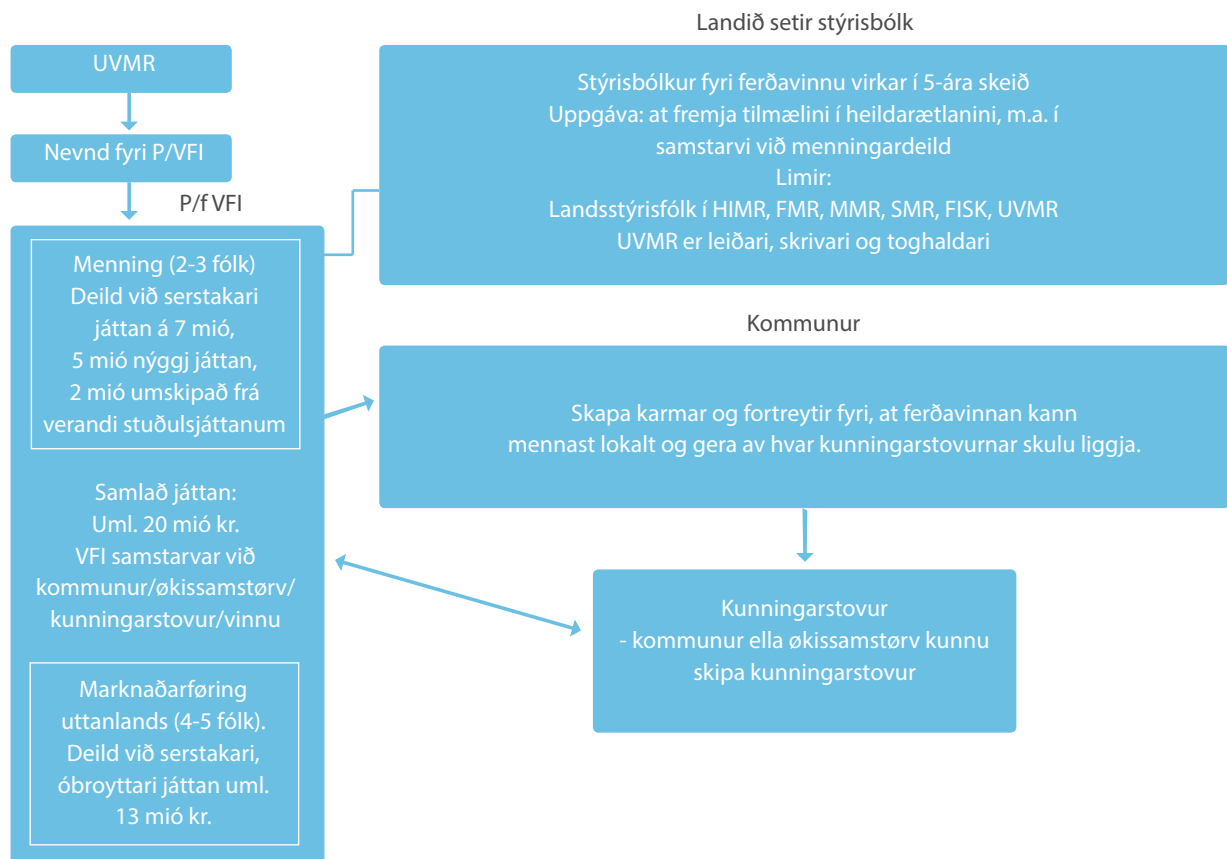 UVMR
Nevnd fyri P/VFI
P/f VFI
Menning (2-3 fólk)
Deild við serstakari
játtan á 7 mió,
5 mió nýggj játtan,
2 mió umskipað frá
verandi stuðulsjáttanum
Samlað játtan:
Uml. 20 mió kr.
VFI samstarvar við
kommunur/økissamstørv/
kunningarstovur/vinnu
Marknaðarføring
uttanlands (4-5 fólk).
Deild við serstakari,
óbroyttari játtan uml.
13 mió kr.
Landið setir stýrisbólk
Stýrisbólkur fyri ferðavinnu virkar í 5-ára skeið
Uppgáva: at fremja tilmælini í heildarætlanini, m.a. í
samstarvi við menningardeild
Limir:
Landsstýrisfólk í HIMR, FMR, MMR, SMR, FISK, UVMR
UVMR er leiðari, skrivari og toghaldari
Kommunur
Skapa karmar og fortreytir fyri, at ferðavinnan kann
mennast lokalt og gera av hvar kunningarstovurnar skulu liggja.
Kunningarstovur
- kommunur ella økissamstørv kunnu
skipa kunningarstovur